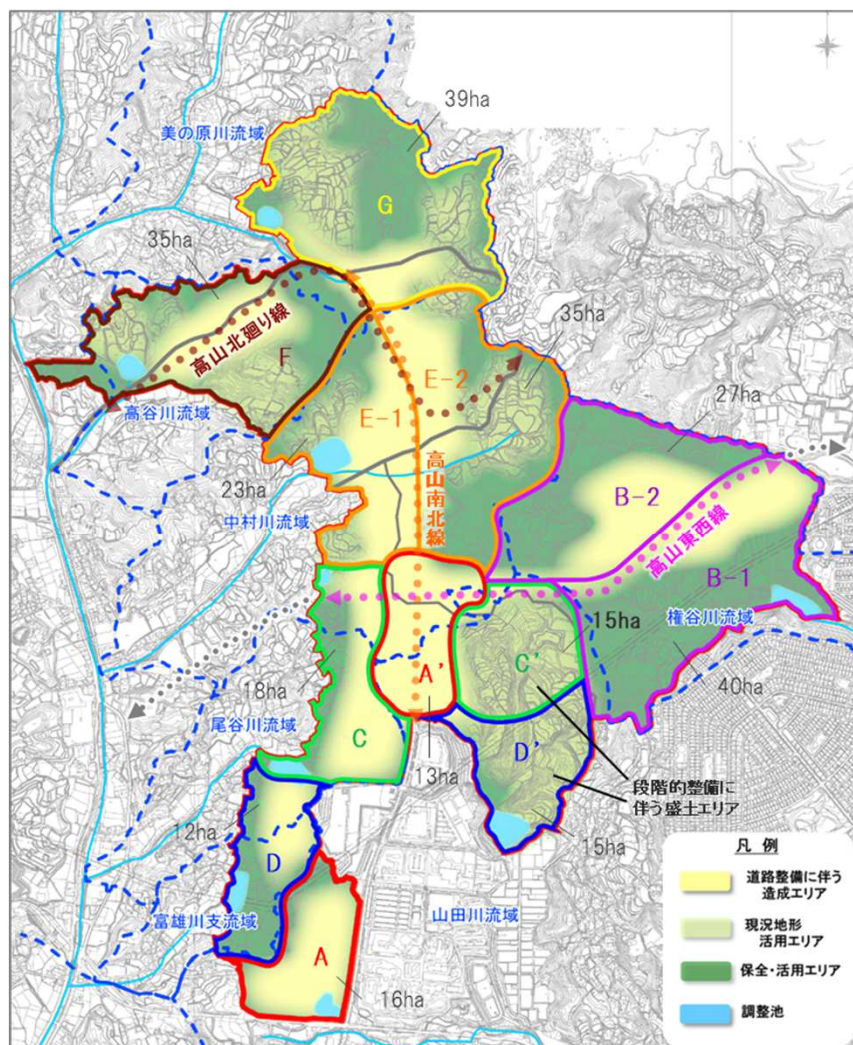 39ha
美の原川流域
G
35ha
高山北廻り線
F
35ha
E-2
E-1
27ha
高谷川流域
高山南北線
B-2
23ha
中村川流域
高山東西線
B-1
権谷川流域
15ha
C'
A'
18ha
40ha
尾谷川流域
C
D'
13ha
段階的整備に
伴う盛土エリア
12ha
15ha
D
富雄川支流域
山田川流域
A
16ha
凡 例
道路整備に伴う
造成エリア
現況地形
活用エリア
保全・活用エリア
調整池